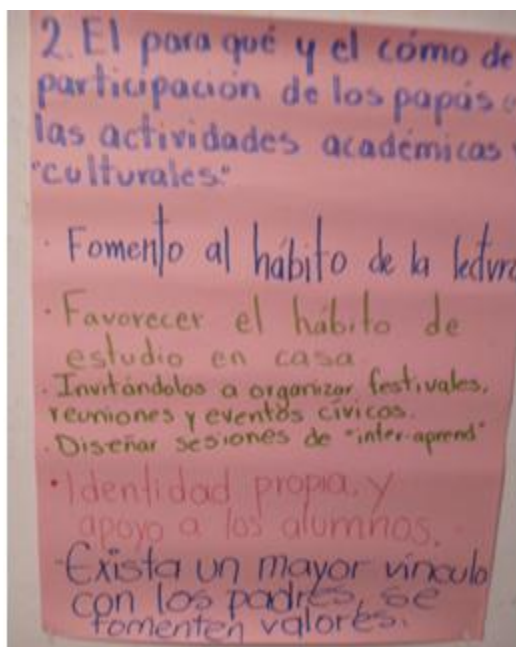 2. El para qué y el cómo de
participación de los papás
las actividades académicas
"culturales:"
· Fomento al hábito de la lectura
· Favorecer el hábito de
estudio en casa
· Invitándolos a organizar festivales,
reuniones y eventos cívicos.
· Diseñar sesiones de "inter-aprend"
· Identidad propia, y
apoyo a los alumnos.
· Exista un mayor vínculo
con los padres, se
fomenten valores.